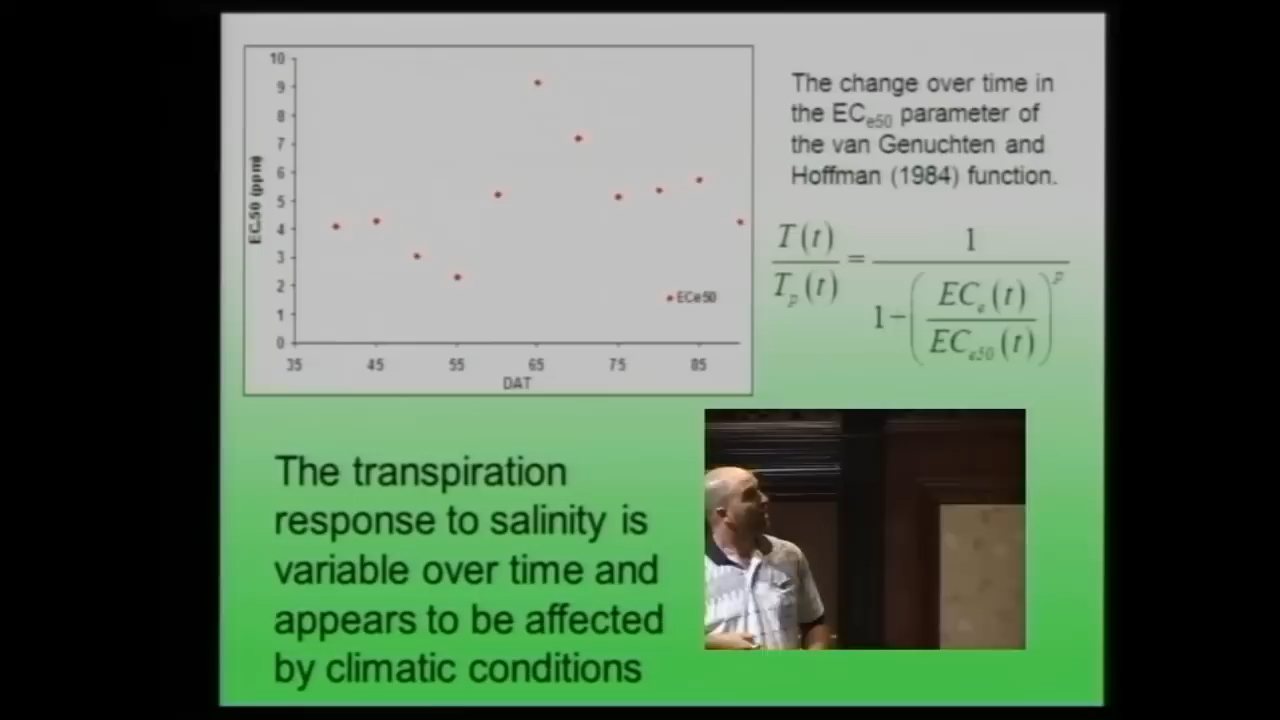 10
9
8
7
6
5
4
3
2
1
0
EC50 (ppm)
35 45 55 65 75 85
DAT
ECe50
The change over time in
the ECe50 parameter of
the van Genuchten and
Hoffman (1984) function.
T(t)/Tp(t) = 1/(1-(ECe(t)/ECe50(t))^p)
The transpiration
response to salinity is
variable over time and
appears to be affected
by climatic conditions